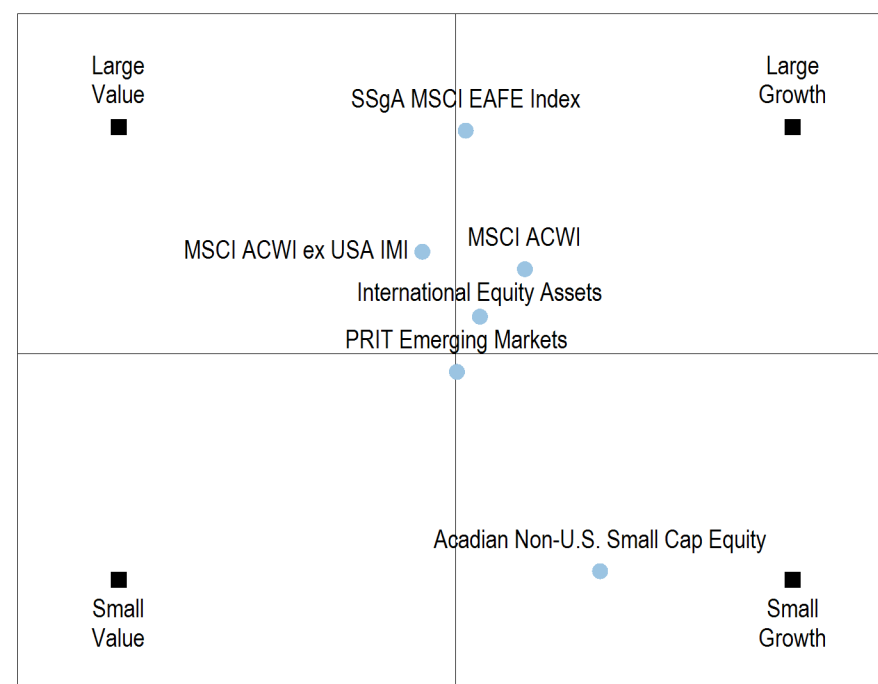 Large
Value
Large
Growth
SSgA MSCI EAFE Index
MSCI ACWI ex USA IMI
MSCI ACWI
International Equity Assets
PRIT Emerging Markets
Acadian Non-U.S. Small Cap Equity
Small
Value
Small
Growth